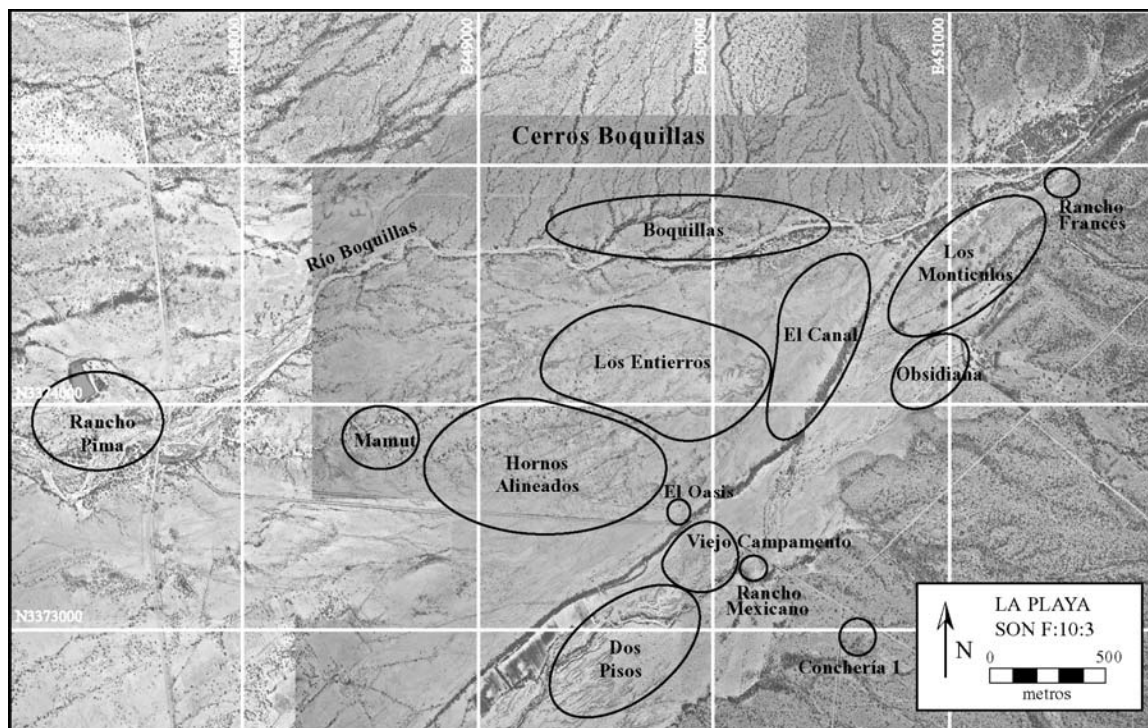 E448000
E449000
E450000
E451000
Cerros Boquillas
Rancho
Francés
Boquillas
Río Boquillas
Los
Montículos
El Canal
Los Entierros
Obsidiana
N3374000
Rancho
Pima
Mamut
Hornos
Alineados
El Oasis
Viejo Campamento
Rancho
Mexicano
N3373000
Dos
Pisos
Conchería 1
LA PLAYA
SON F:10:3
N
0 500
metros